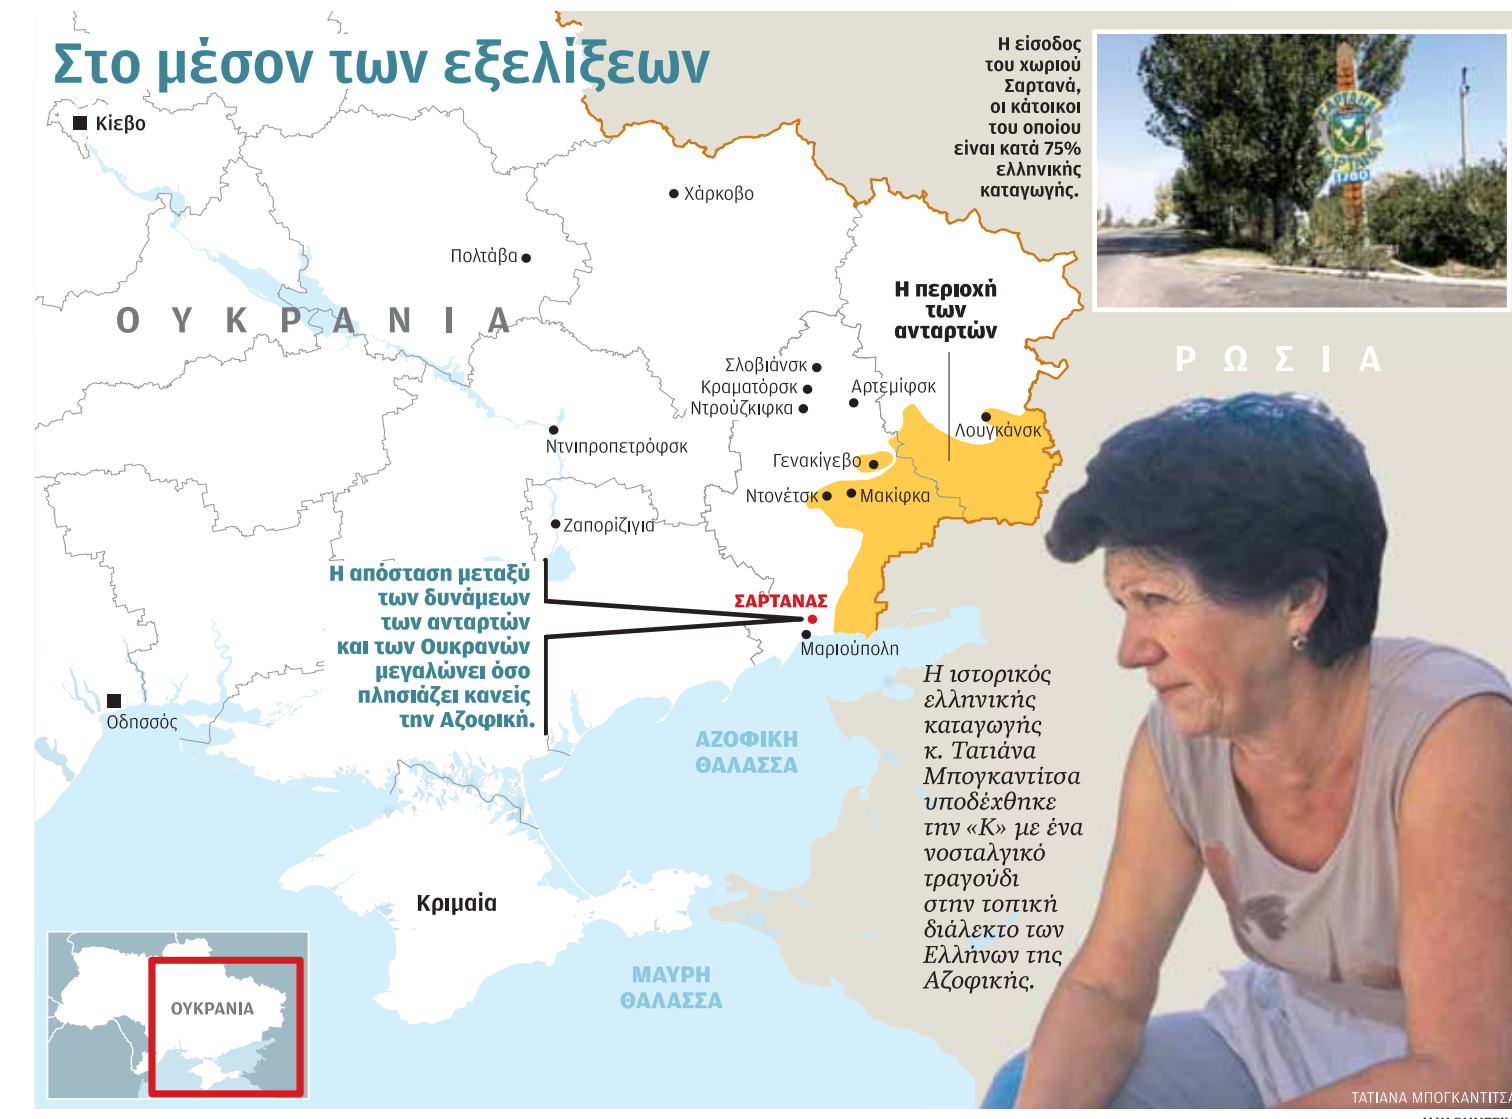 Στο μέσον των εξελίξεων
Η είσοδος
του χωριού
Σαρτανά,
οι κάτοικοι
του οποίου
είναι κατά 75%
ελληνικής
καταγωγής.
1780
Κίεβο
Χάρκοβο
Πολτάβα
ΟΥΚΡΑΝΙΑ
Η περιοχή
των
ανταρτών
ΡΩΣΙΑ
Σλοβιάνσκ
Κραματόρσκ
Αρτεμίφσκ
Ντρούζκιφκα
Λουγκάνσκ
Ντνιπροπετρόφσκ
Γενακίγεβο
Ντονέτσκ
Μακίφκα
Ζαπορίζιγια
Η απόσταση μεταξύ
των δυνάμεων
των ανταρτών
και των Ουκρανών
μεγαλώνει όσο
πλησιάζει κανείς
την Αζοφική.
ΣΑΡΤΑΝΑΣ
Μαριούπολη
Οδησσός
ΑΖΟΦΙΚΗ
ΘΑΛΑΣΣΑ
Η ιστορικός
ελληνικής
καταγωγής
κ. Τατιάνα
Μπογκαντίτσα
υποδέχθηκε
την «Κ» με ένα
νοσταλγικό
τραγούδι
στην τοπική
διάλεκτο των
Ελλήνων της
Αζοφικής.
Κριμαία
ΜΑΥΡΗ
ΘΑΛΑΣΣΑ
ΟΥΚΡΑΝΙΑ
ΤΑΤΙΑΝΑ ΜΠΟΓΚΑΝΤΙΤΣΑ